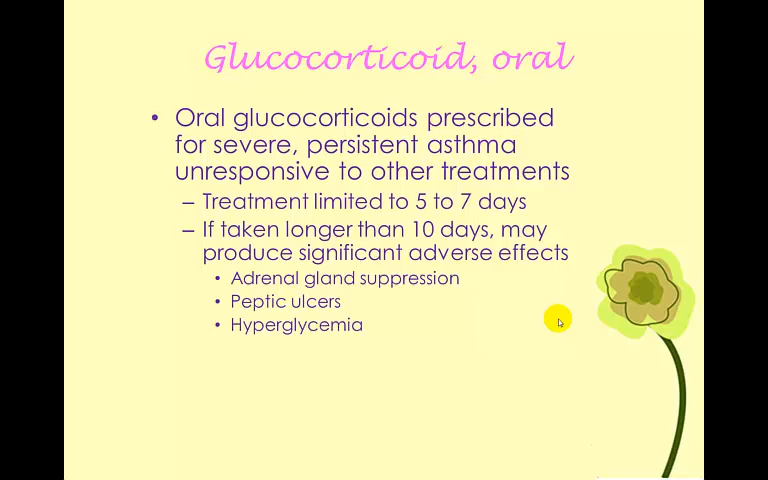 Glucocorticoid, oral
• Oral glucocorticoids prescribed
for severe, persistent asthma
unresponsive to other treatments
– Treatment limited to 5 to 7 days
– If taken longer than 10 days, may
produce significant adverse effects
• Adrenal gland suppression
• Peptic ulcers
• Hyperglycemia